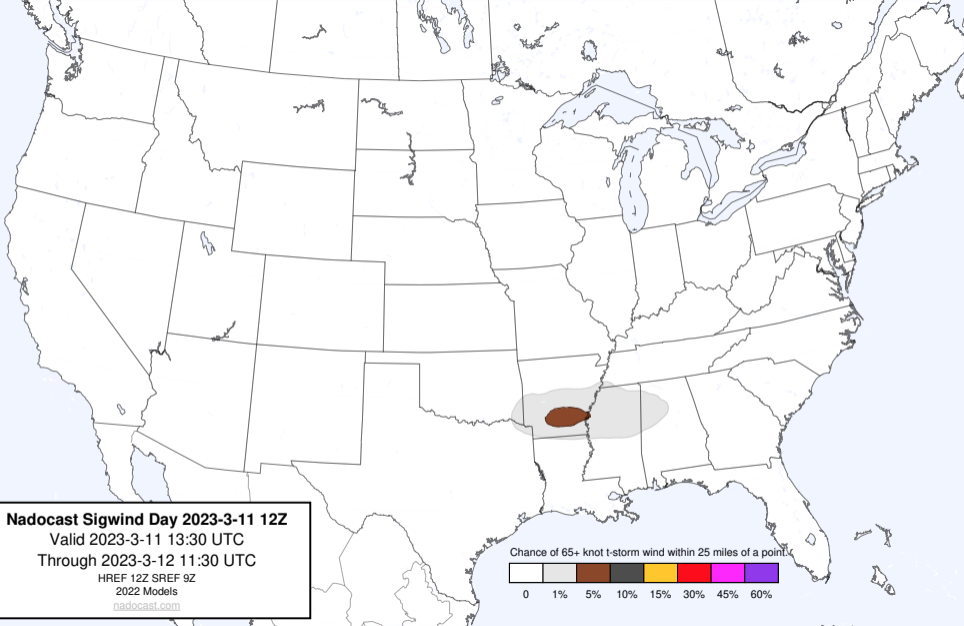 Nadocast Sigwind Day 2023-3-11 12Z
Valid 2023-3-11 13:30 UTC
Through 2023-3-12 11:30 UTC
HREF 12Z SREF 9Z
2022 Models
nadocast.com
Chance of 65+ knot t-storm wind within 25 miles of a point.
0 1% 5% 10% 15% 30% 45% 60%